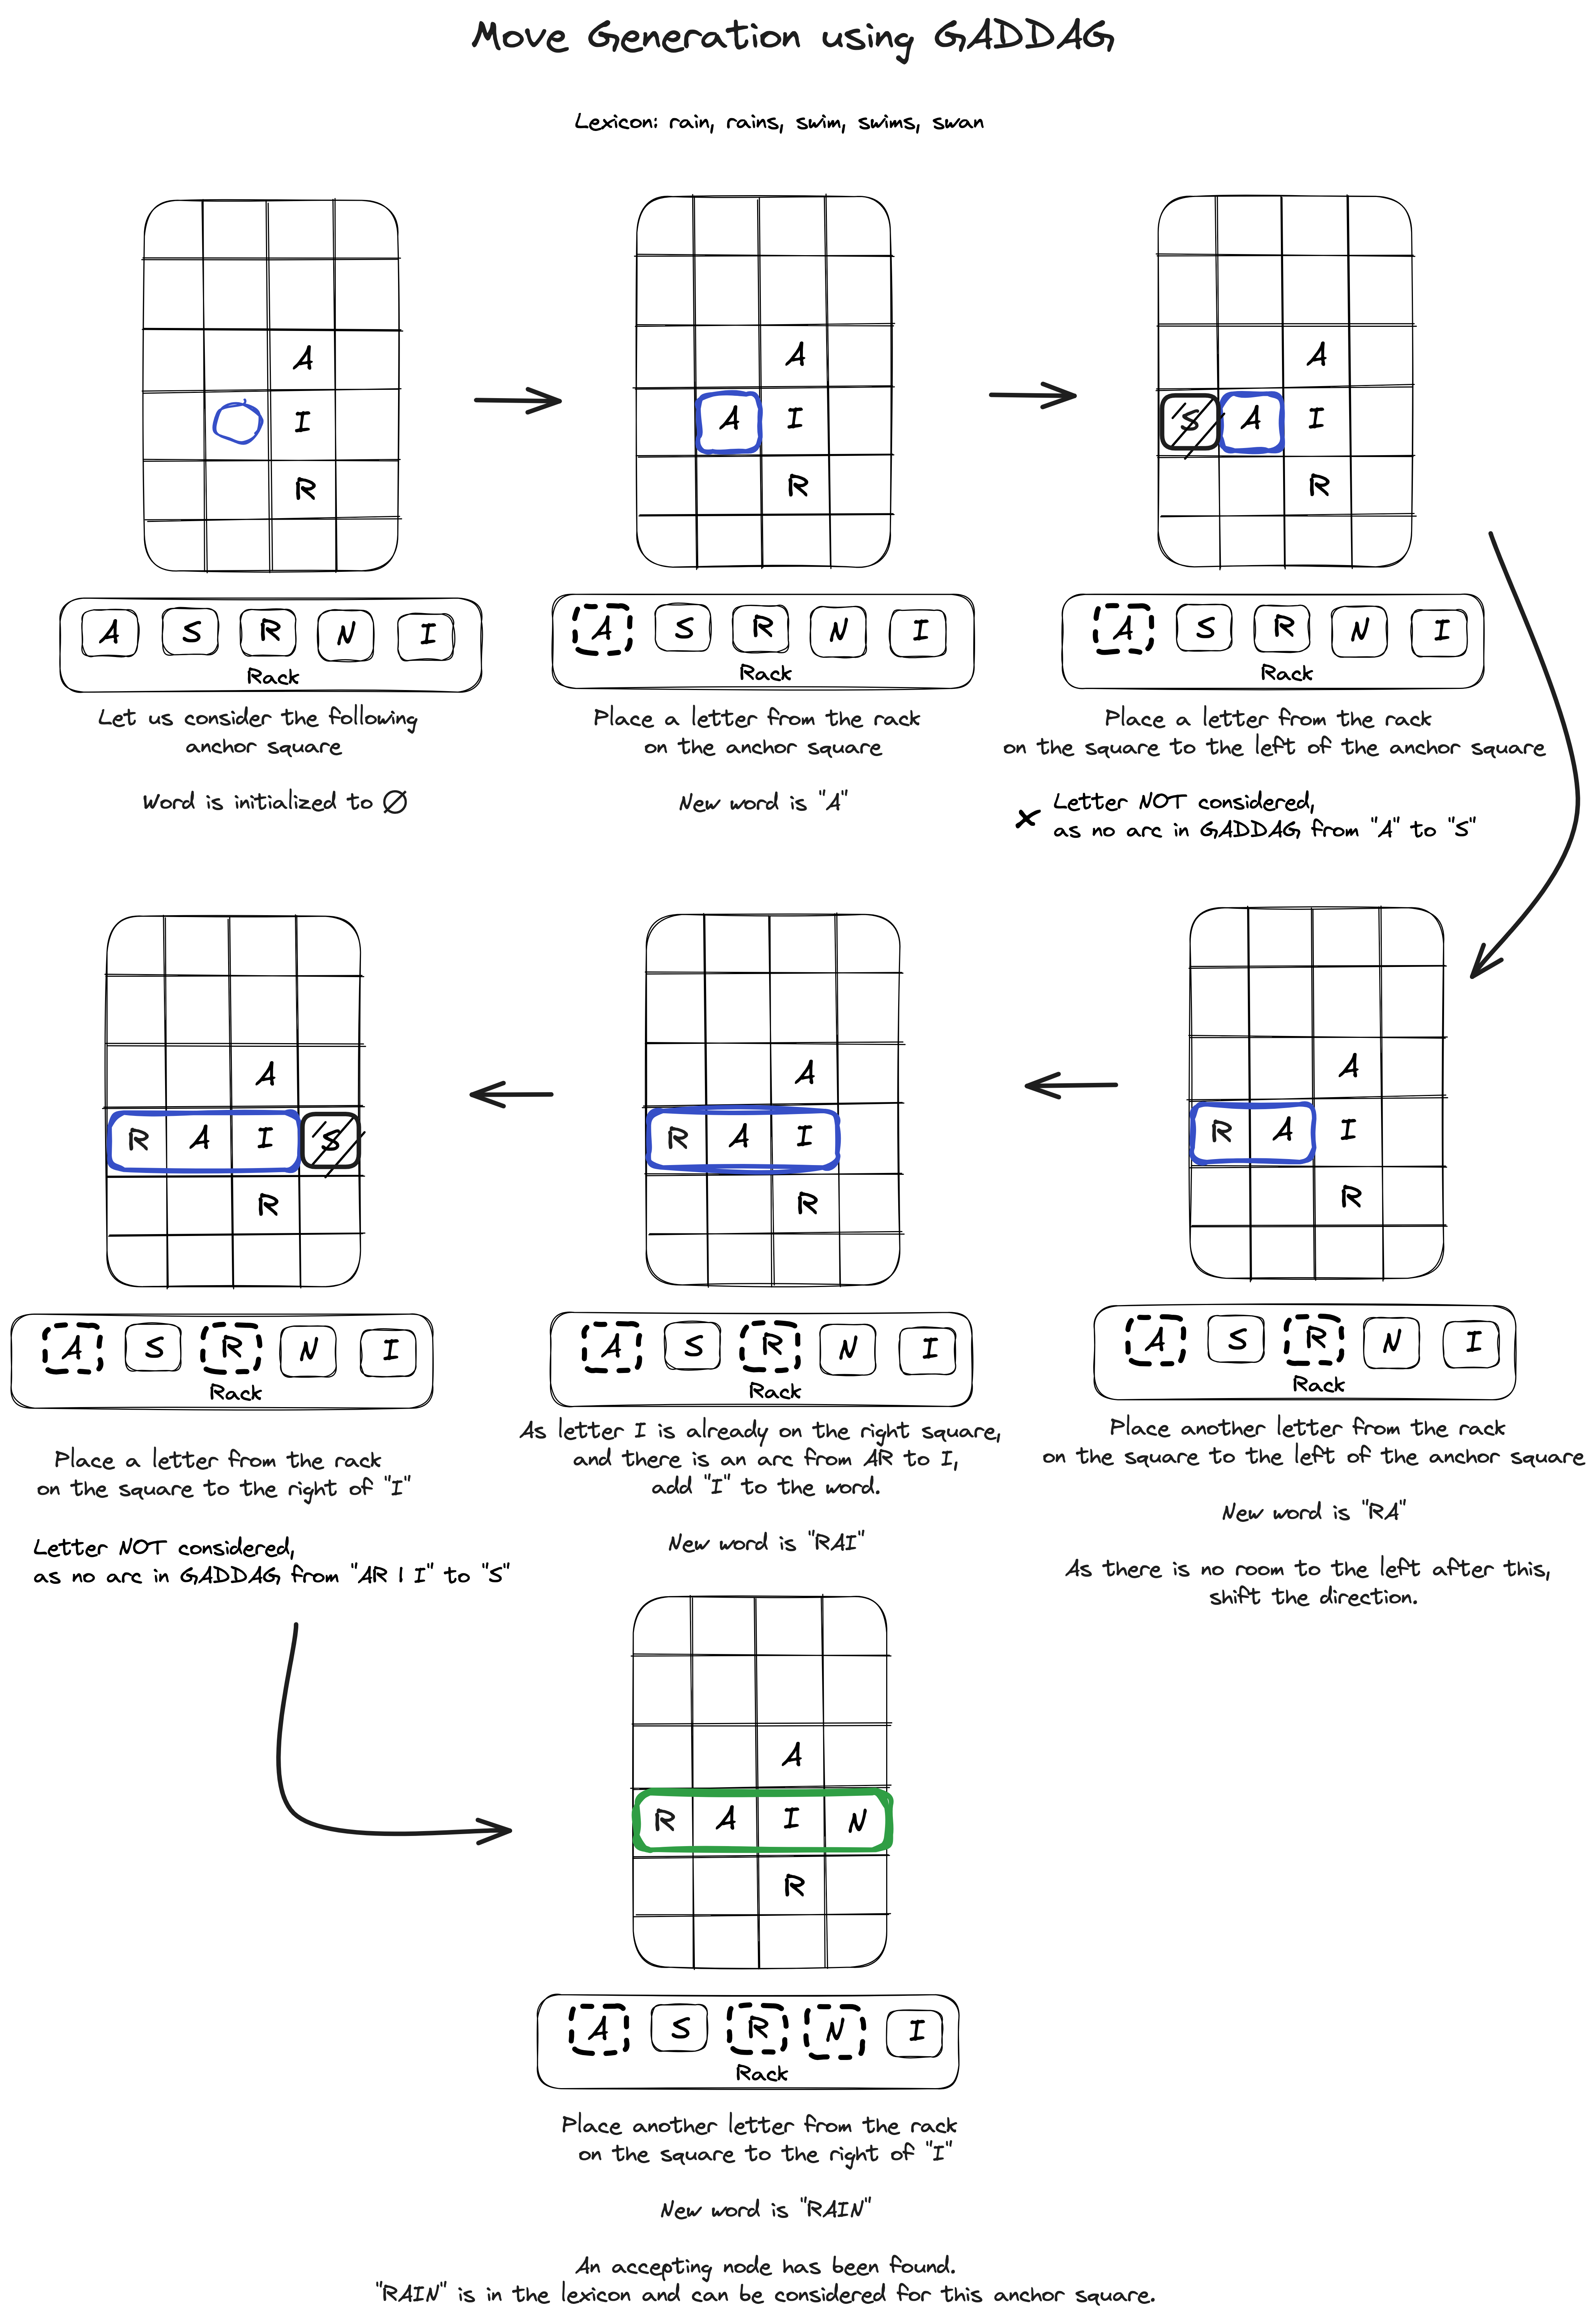 Move Generation using GADDAG
Lexicon: rain, rains, swim, swims, swan
A
I
R
A S R N I
Rack
Let us consider the following
anchor square
Word is initialized to ∅
A
A I
R
A S R N I
Rack
Place a letter from the rack
on the anchor square
New word is "A"
A
S A I
R
A S R N I
Rack
Place a letter from the rack
on the square to the left of the anchor square
x Letter NOT considered,
as no arc in GADDAG from "A" to "S"
A
R A I
R
A S R N I
Rack
Place another letter from the rack
on the square to the left of the anchor square
New word is "RA"
As there is no room to the left after this,
shift the direction.
A
R A I
R
A S R N I
Rack
As letter I is already on the right square,
and there is an arc from AR to I,
add "I" to the word.
New word is "RAI"
A
R A I S
R
A S R N I
Rack
Place a letter from the rack
on the square to the right of "I"
Letter NOT considered,
as no arc in GADDAG from "AR | I" to "S"
A
R A I N
R
A S R N I
Rack
Place another letter from the rack
on the square to the right of "I"
New word is "RAIN"
An accepting node has been found.
"RAIN" is in the lexicon and can be considered for this anchor square.